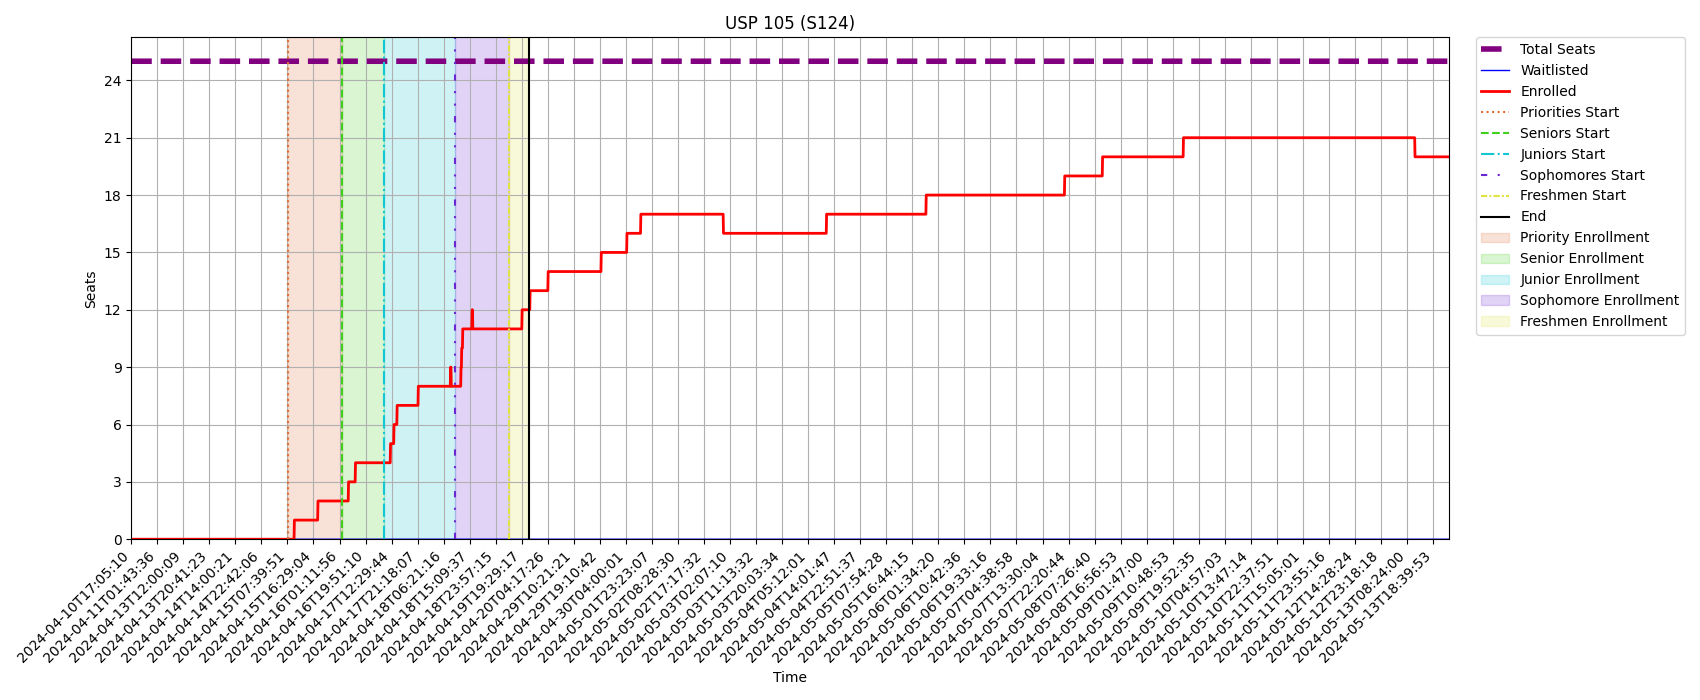 USP 105 (S124)
Total Seats
Waitlisted
Enrolled
Priorities Start
Seniors Start
Juniors Start
Sophomores Start
Freshmen Start
End
Priority Enrollment
Senior Enrollment
Junior Enrollment
Sophomore Enrollment
Freshmen Enrollment
Seats
24
21
18
15
12
9
6
3
0
2024-04-10T17:05:10
2024-04-11T01:43:36
2024-04-13T12:00:09
2024-04-13T20:41:23
2024-04-14T14:00:21
2024-04-14T22:42:06
2024-04-15T07:39:51
2024-04-15T16:29:04
2024-04-16T01:11:56
2024-04-16T19:51:10
2024-04-17T12:29:44
2024-04-17T21:18:07
2024-04-18T06:21:16
2024-04-18T15:09:37
2024-04-18T23:57:15
2024-04-19T19:29:17
2024-04-20T04:17:26
2024-04-29T10:21:21
2024-04-29T19:10:42
2024-04-30T04:00:01
2024-05-01T23:23:07
2024-05-02T08:28:30
2024-05-02T17:17:32
2024-05-03T02:07:10
2024-05-03T11:13:32
2024-05-03T20:03:34
2024-05-04T05:12:01
2024-05-04T14:01:47
2024-05-04T22:51:37
2024-05-05T07:54:28
2024-05-05T16:44:15
2024-05-06T01:34:20
2024-05-06T10:42:36
2024-05-06T19:33:16
2024-05-07T04:38:58
2024-05-07T13:30:04
2024-05-07T22:20:44
2024-05-08T07:26:40
2024-05-08T16:56:53
2024-05-09T01:47:00
2024-05-09T10:48:53
2024-05-09T19:52:35
2024-05-10T04:57:03
2024-05-10T13:47:14
2024-05-10T22:37:51
2024-05-11T15:05:01
2024-05-11T23:55:16
2024-05-12T14:28:24
2024-05-12T23:18:18
2024-05-13T08:24:00
2024-05-13T18:39:53
Time